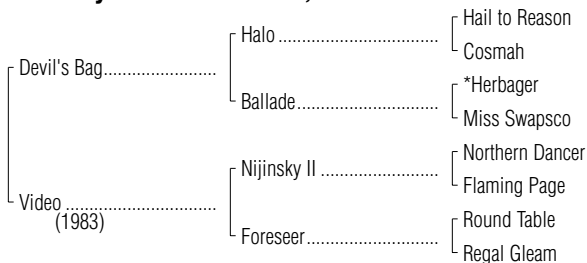 Hail to Reason
Halo
Cosmah
Devil's Bag
*Herbager
Ballade
Miss Swapsco
Northern Dancer
Nijinsky II
Flaming Page
Video
(1983)
Round Table
Foreseer
Regal Gleam